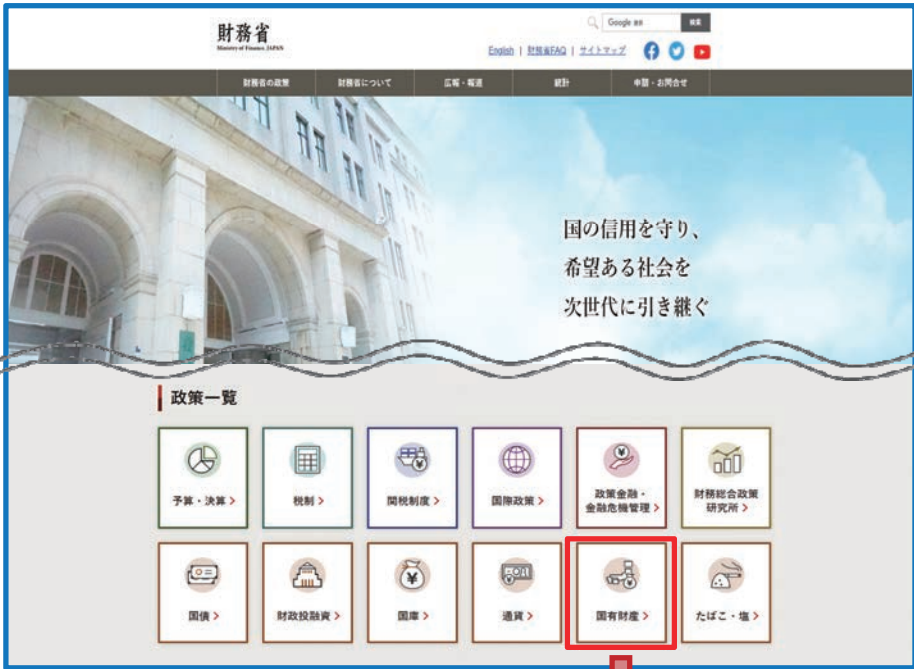 財務省
Ministry of Finance, JAPAN
Google 提供
検索
English | 財務省FAQ | サイトマップ
財務省の政策
財務省について
広報・報道
統計
申請・お問合せ
国の信用を守り、
希望ある社会を
次世代に引き継ぐ
政策一覧
予算・決算 >
税制 >
関税制度 >
国際政策 >
政策金融・
金融危機管理 >
財務総合政策
研究所 >
国債 >
財政投融資 >
国庫 >
通貨 >
国有財産 >
たばこ・塩 >